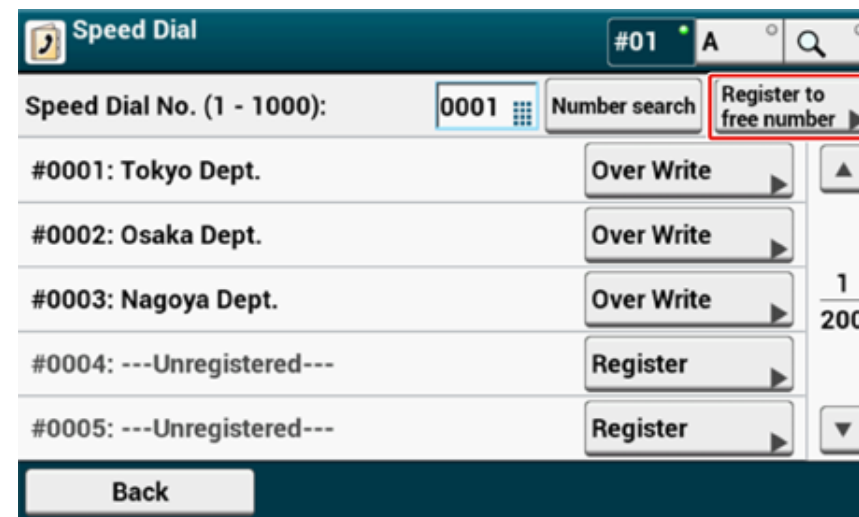 Speed Dial
#01 A
Speed Dial No. (1 - 1000): 0001 Number search Register to
free number
#0001: Tokyo Dept. Over Write
#0002: Osaka Dept. Over Write
#0003: Nagoya Dept. Over Write
1
200
#0004: ---Unregistered--- Register
#0005: ---Unregistered--- Register
Back